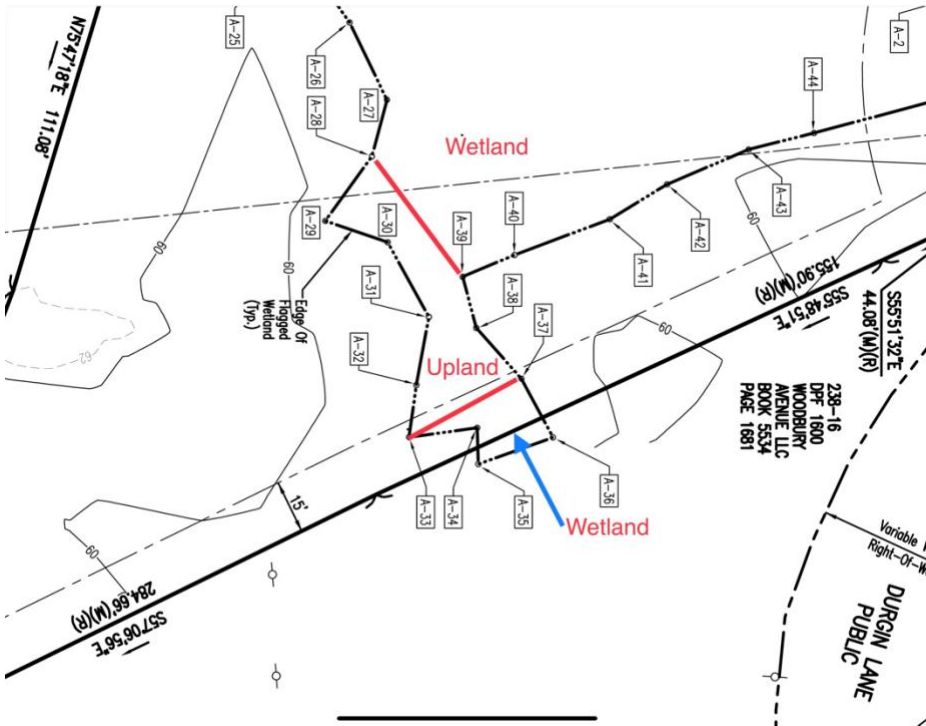 A-2
A-25
A-26
A-27
A-28
A-29
A-30
A-31
A-32
A-33
A-34
A-35
A-36
A-37
A-38
A-39
A-40
A-41
A-42
A-43
A-44
N75°47'18"E 111.08'
Wetland
Upland
Wetland
Edge Of
Flagged
Wetland
(Typ.)
60
60
60
60
60
62
15'
155.90'(M)(R)
S55°48'51"E
S55°51'32"E
44.08'(M)(R)
238-16
DPF 1600
WOODBURY
AVENUE LLC
BOOK 5534
PAGE 1681
284.66'(M)(R)
S57°06'56"E
Variable
Right-Of-W
DURGIN LANE
PUBLIC